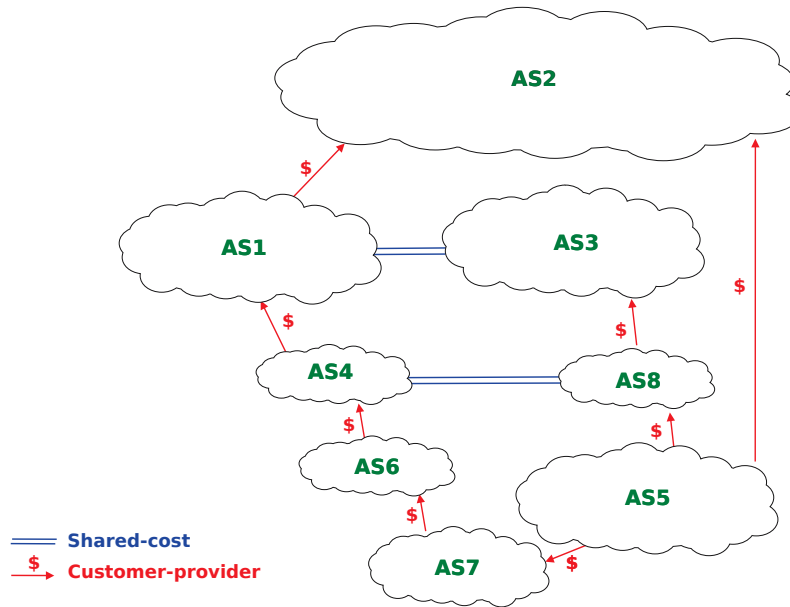 AS2
$
AS1
AS3
$
$
$
AS4
AS8
$
$
AS6
AS5
$
Shared-cost
$
Customer-provider
AS7
$